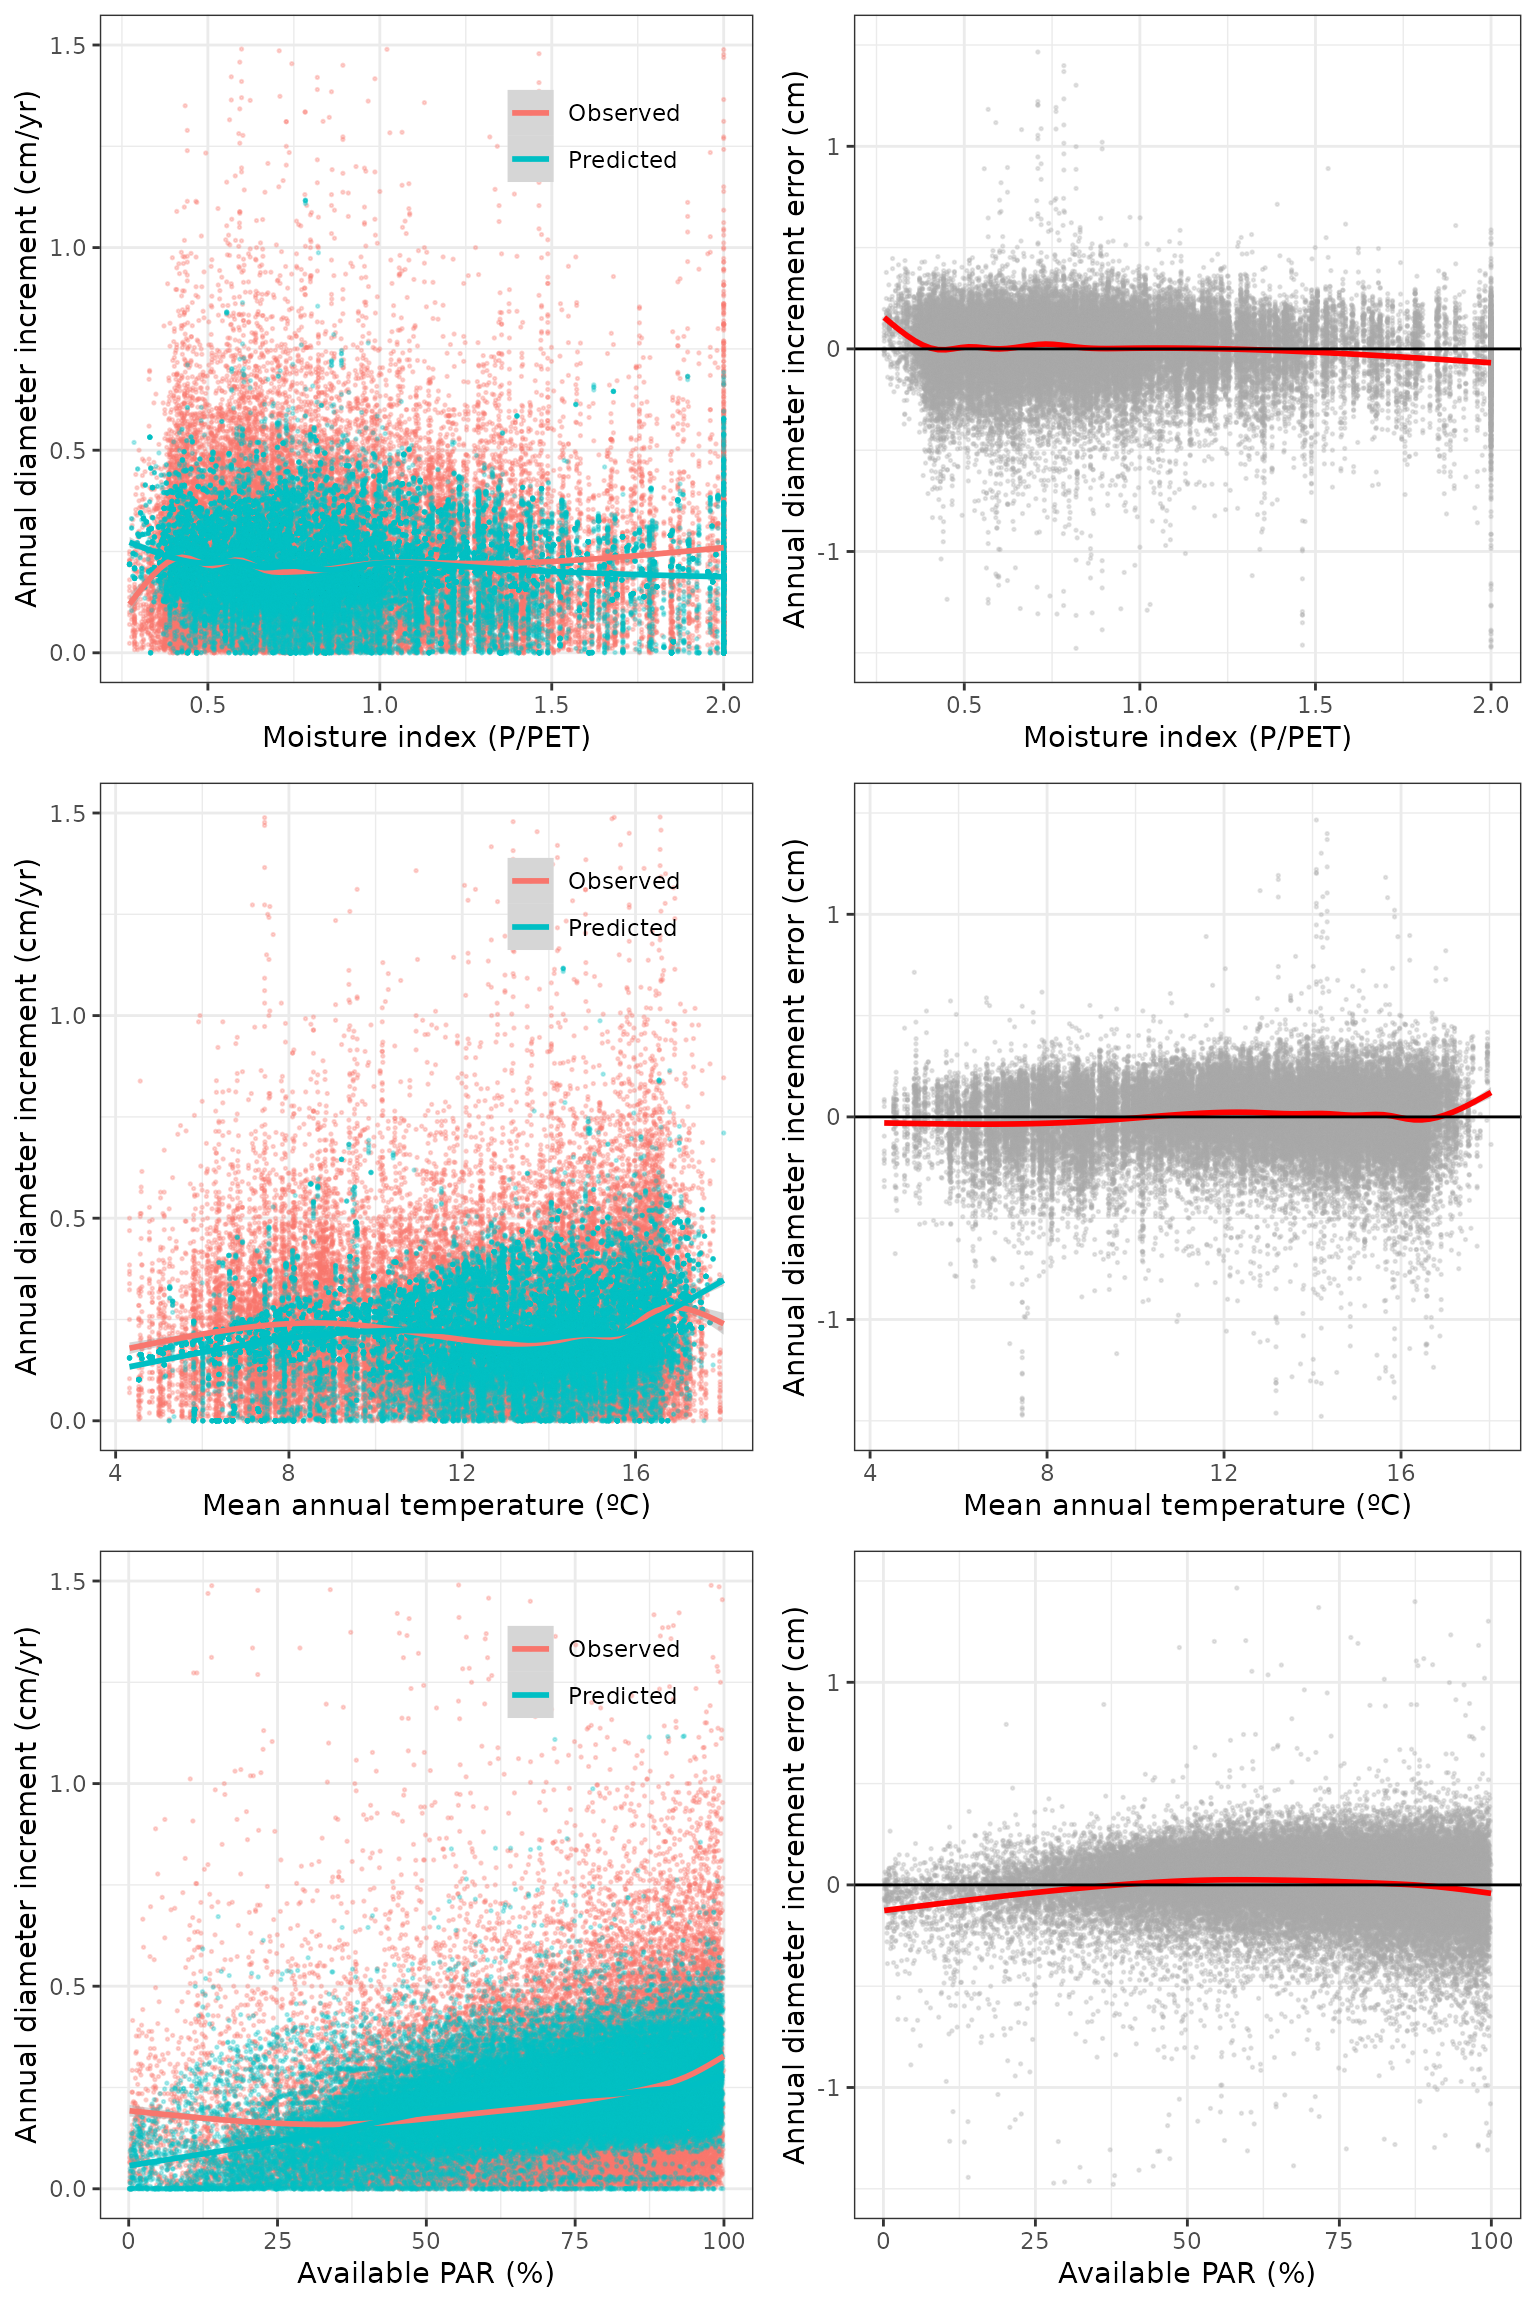 Annual diameter increment (cm/yr)
1.5
1.0
0.5
0.0
Observed
Predicted
0.5 1.0 1.5 2.0
Moisture index (P/PET)
Annual diameter increment error (cm)
1
0
-1
0.5 1.0 1.5 2.0
Moisture index (P/PET)
Annual diameter increment (cm/yr)
1.5
1.0
0.5
0.0
Observed
Predicted
4 8 12 16
Mean annual temperature (ºC)
Annual diameter increment error (cm)
1
0
-1
4 8 12 16
Mean annual temperature (ºC)
Annual diameter increment (cm/yr)
1.5
1.0
0.5
0.0
Observed
Predicted
0 25 50 75 100
Available PAR (%)
Annual diameter increment error (cm)
1
0
-1
0 25 50 75 100
Available PAR (%)